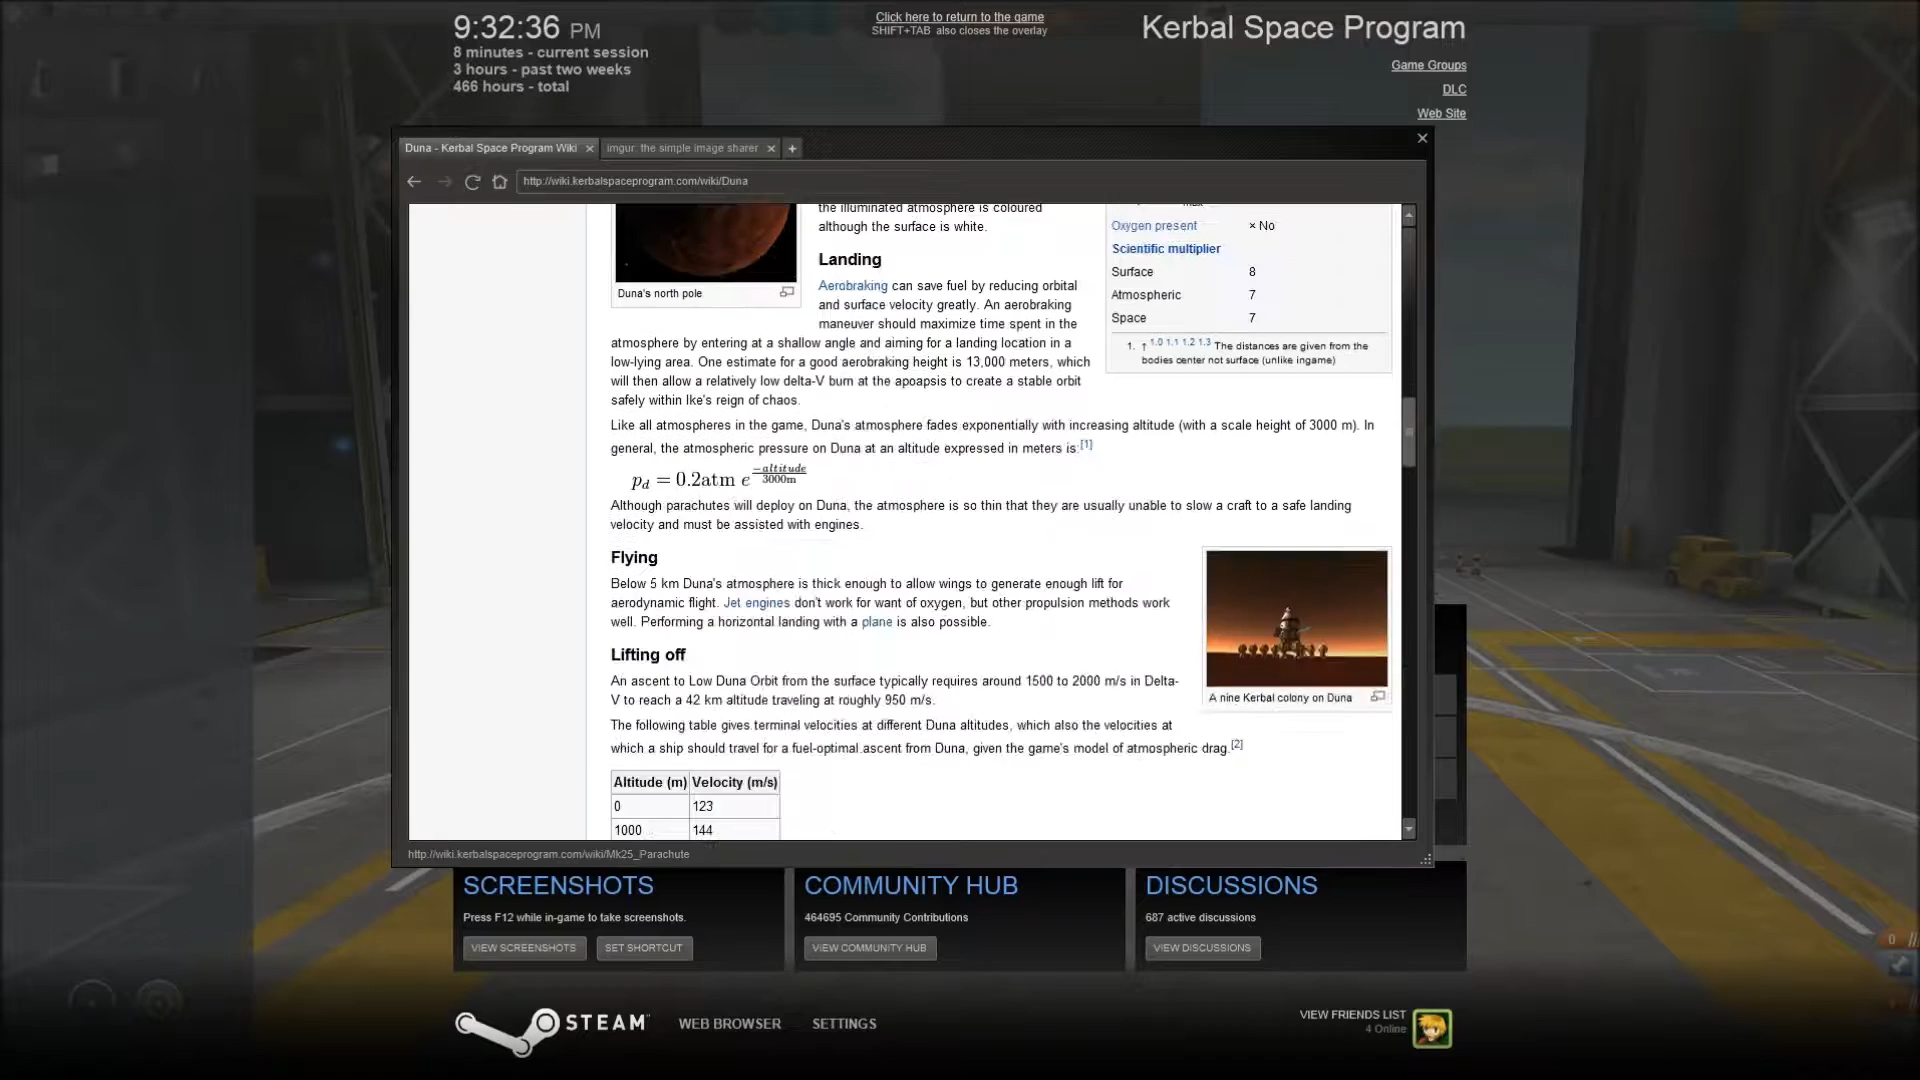 9:32:36 PM
8 minutes - current session
3 hours - past two weeks
466 hours - total
Click here to return to the game
SHIFT+TAB also closes the overlay
Kerbal Space Program
Game Groups
DLC
Web Site
Duna - Kerbal Space Program Wiki
imgur: the simple image sharer
http://wiki.kerbalspaceprogram.com/wiki/Duna
the illuminated atmosphere is coloured
although the surface is white.
Duna's north pole
Landing
Aerobraking can save fuel by reducing orbital
and surface velocity greatly. An aerobraking
maneuver should maximize time spent in the
atmosphere by entering at a shallow angle and aiming for a landing location in a
low-lying area. One estimate for a good aerobraking height is 13,000 meters, which
will then allow a relatively low delta-V burn at the apoapsis to create a stable orbit
safely within Ike's reign of chaos.
max
Oxygen present × No
Scientific multiplier
Surface 8
Atmospheric 7
Space 7
1. ↑ 1.0 1.1 1.2 1.3 The distances are given from the
bodies center not surface (unlike ingame)
Like all atmospheres in the game, Duna's atmosphere fades exponentially with increasing altitude (with a scale height of 3000 m). In
general, the atmospheric pressure on Duna at an altitude expressed in meters is:[1]
p_d = 0.2atm e^(-altitude/3000m)
Although parachutes will deploy on Duna, the atmosphere is so thin that they are usually unable to slow a craft to a safe landing
velocity and must be assisted with engines.
Flying
Below 5 km Duna's atmosphere is thick enough to allow wings to generate enough lift for
aerodynamic flight. Jet engines don't work for want of oxygen, but other propulsion methods work
well. Performing a horizontal landing with a plane is also possible.
A nine Kerbal colony on Duna
Lifting off
An ascent to Low Duna Orbit from the surface typically requires around 1500 to 2000 m/s in Delta-
V to reach a 42 km altitude traveling at roughly 950 m/s.
The following table gives terminal velocities at different Duna altitudes, which also the velocities at
which a ship should travel for a fuel-optimal ascent from Duna, given the game's model of atmospheric drag.[2]
Altitude (m) Velocity (m/s)
0 123
1000 144
http://wiki.kerbalspaceprogram.com/wiki/Mk25_Parachute
SCREENSHOTS
Press F12 while in-game to take screenshots.
VIEW SCREENSHOTS SET SHORTCUT
COMMUNITY HUB
464695 Community Contributions
VIEW COMMUNITY HUB
DISCUSSIONS
687 active discussions
VIEW DISCUSSIONS
0
STEAM
WEB BROWSER
SETTINGS
VIEW FRIENDS LIST
4 Online